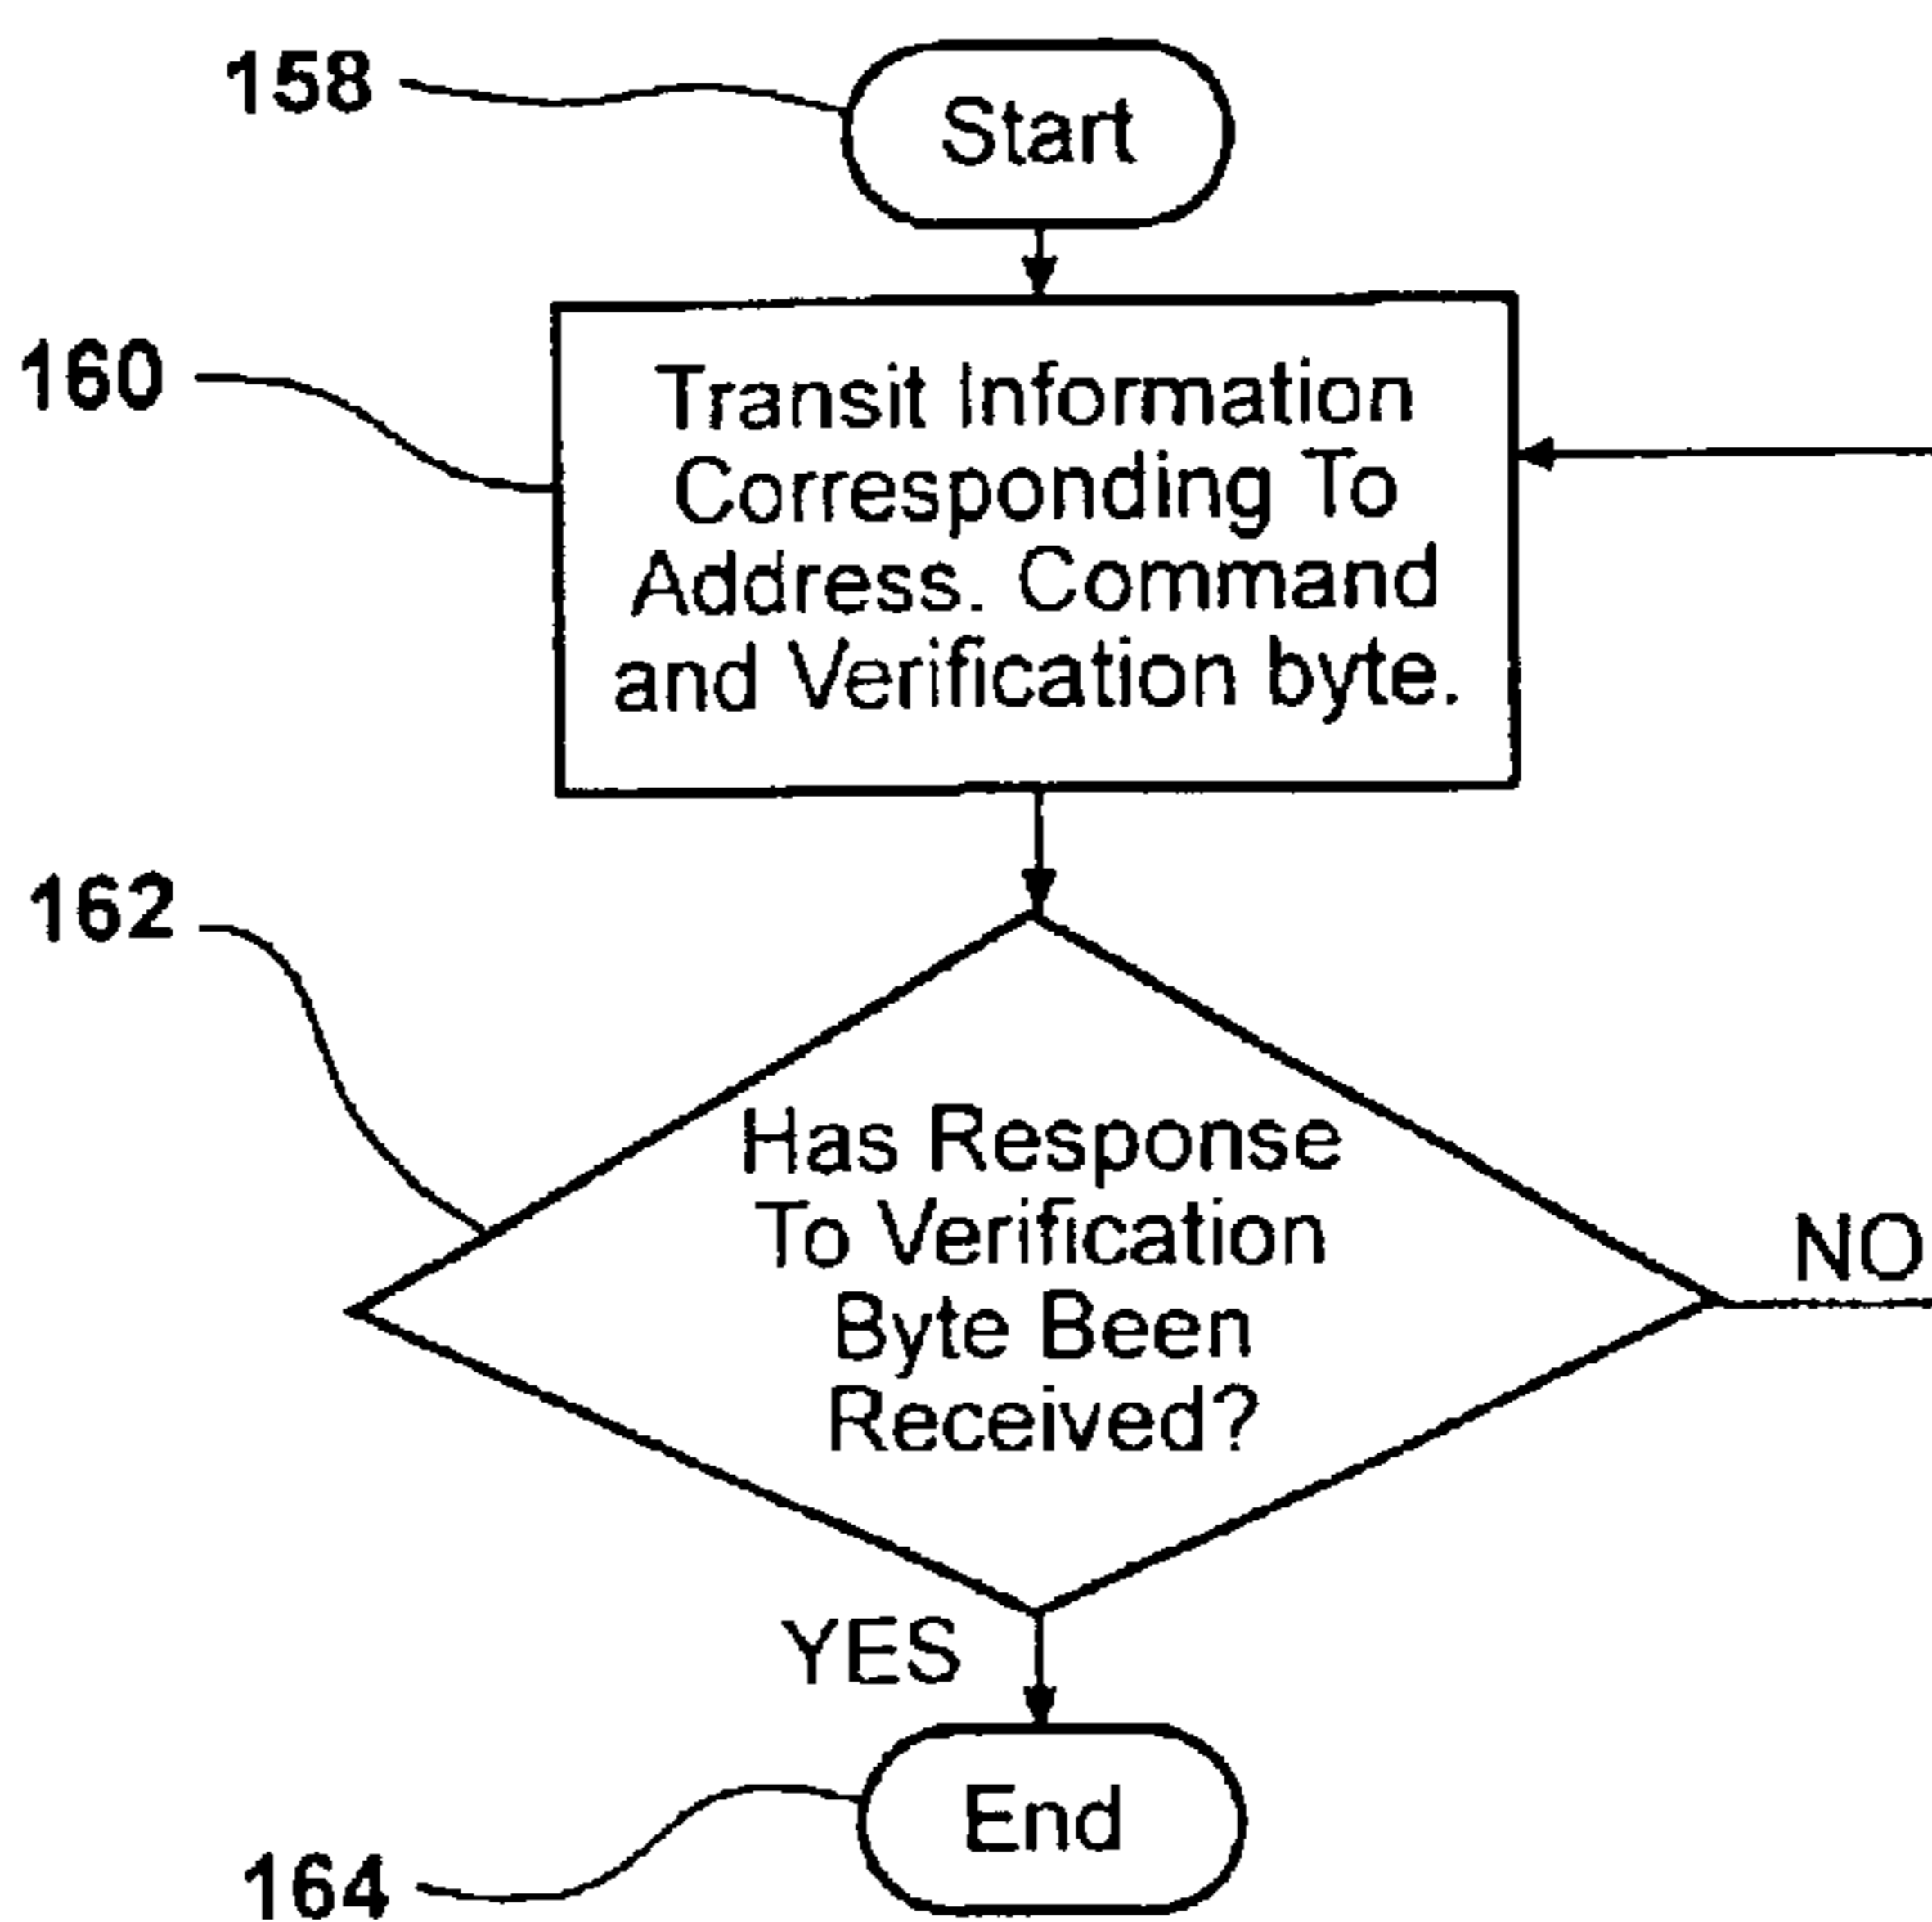 158
Start
160
Transit Information
Corresponding To
Address. Command
and Verification byte.
162
Has Response
To Verification
Byte Been
Received?
NO
YES
End
164